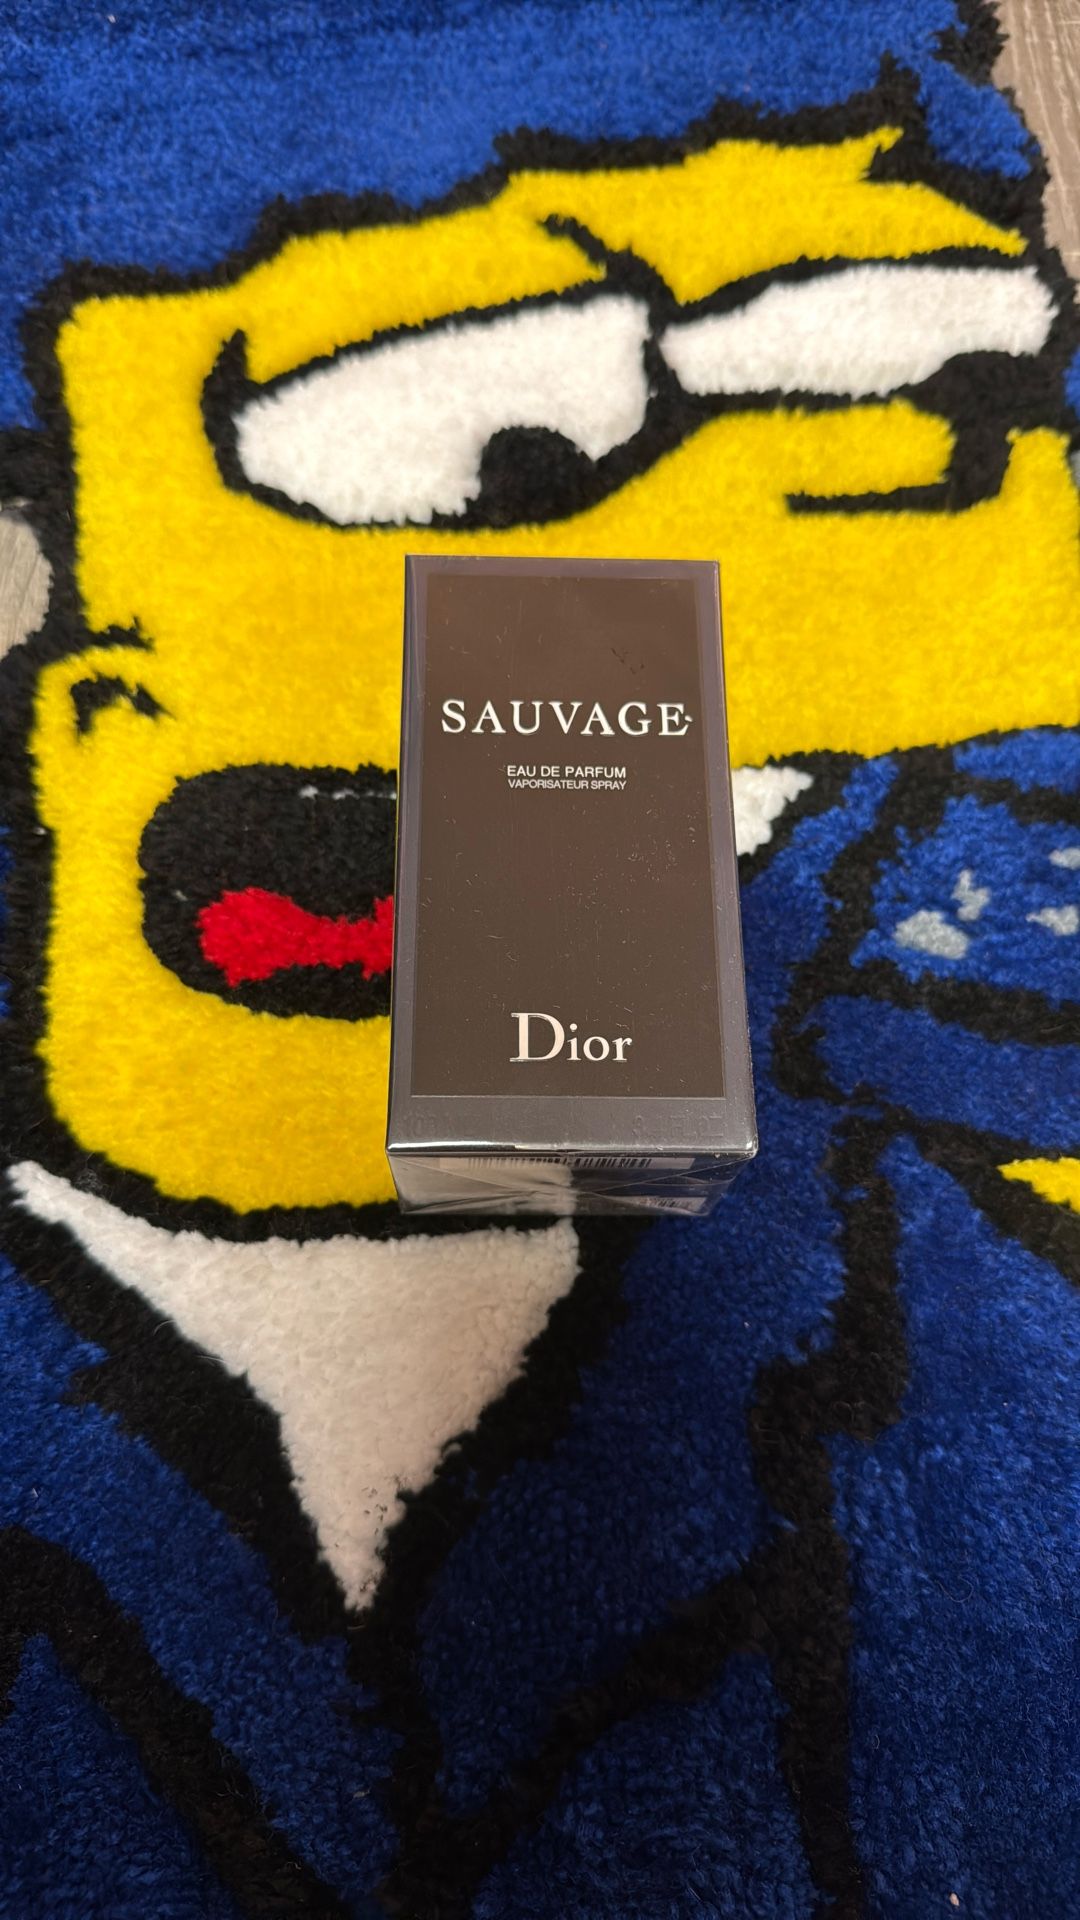 SAUVAGE
EAU DE PARFUM
VAPORISATEUR SPRAY
Dior